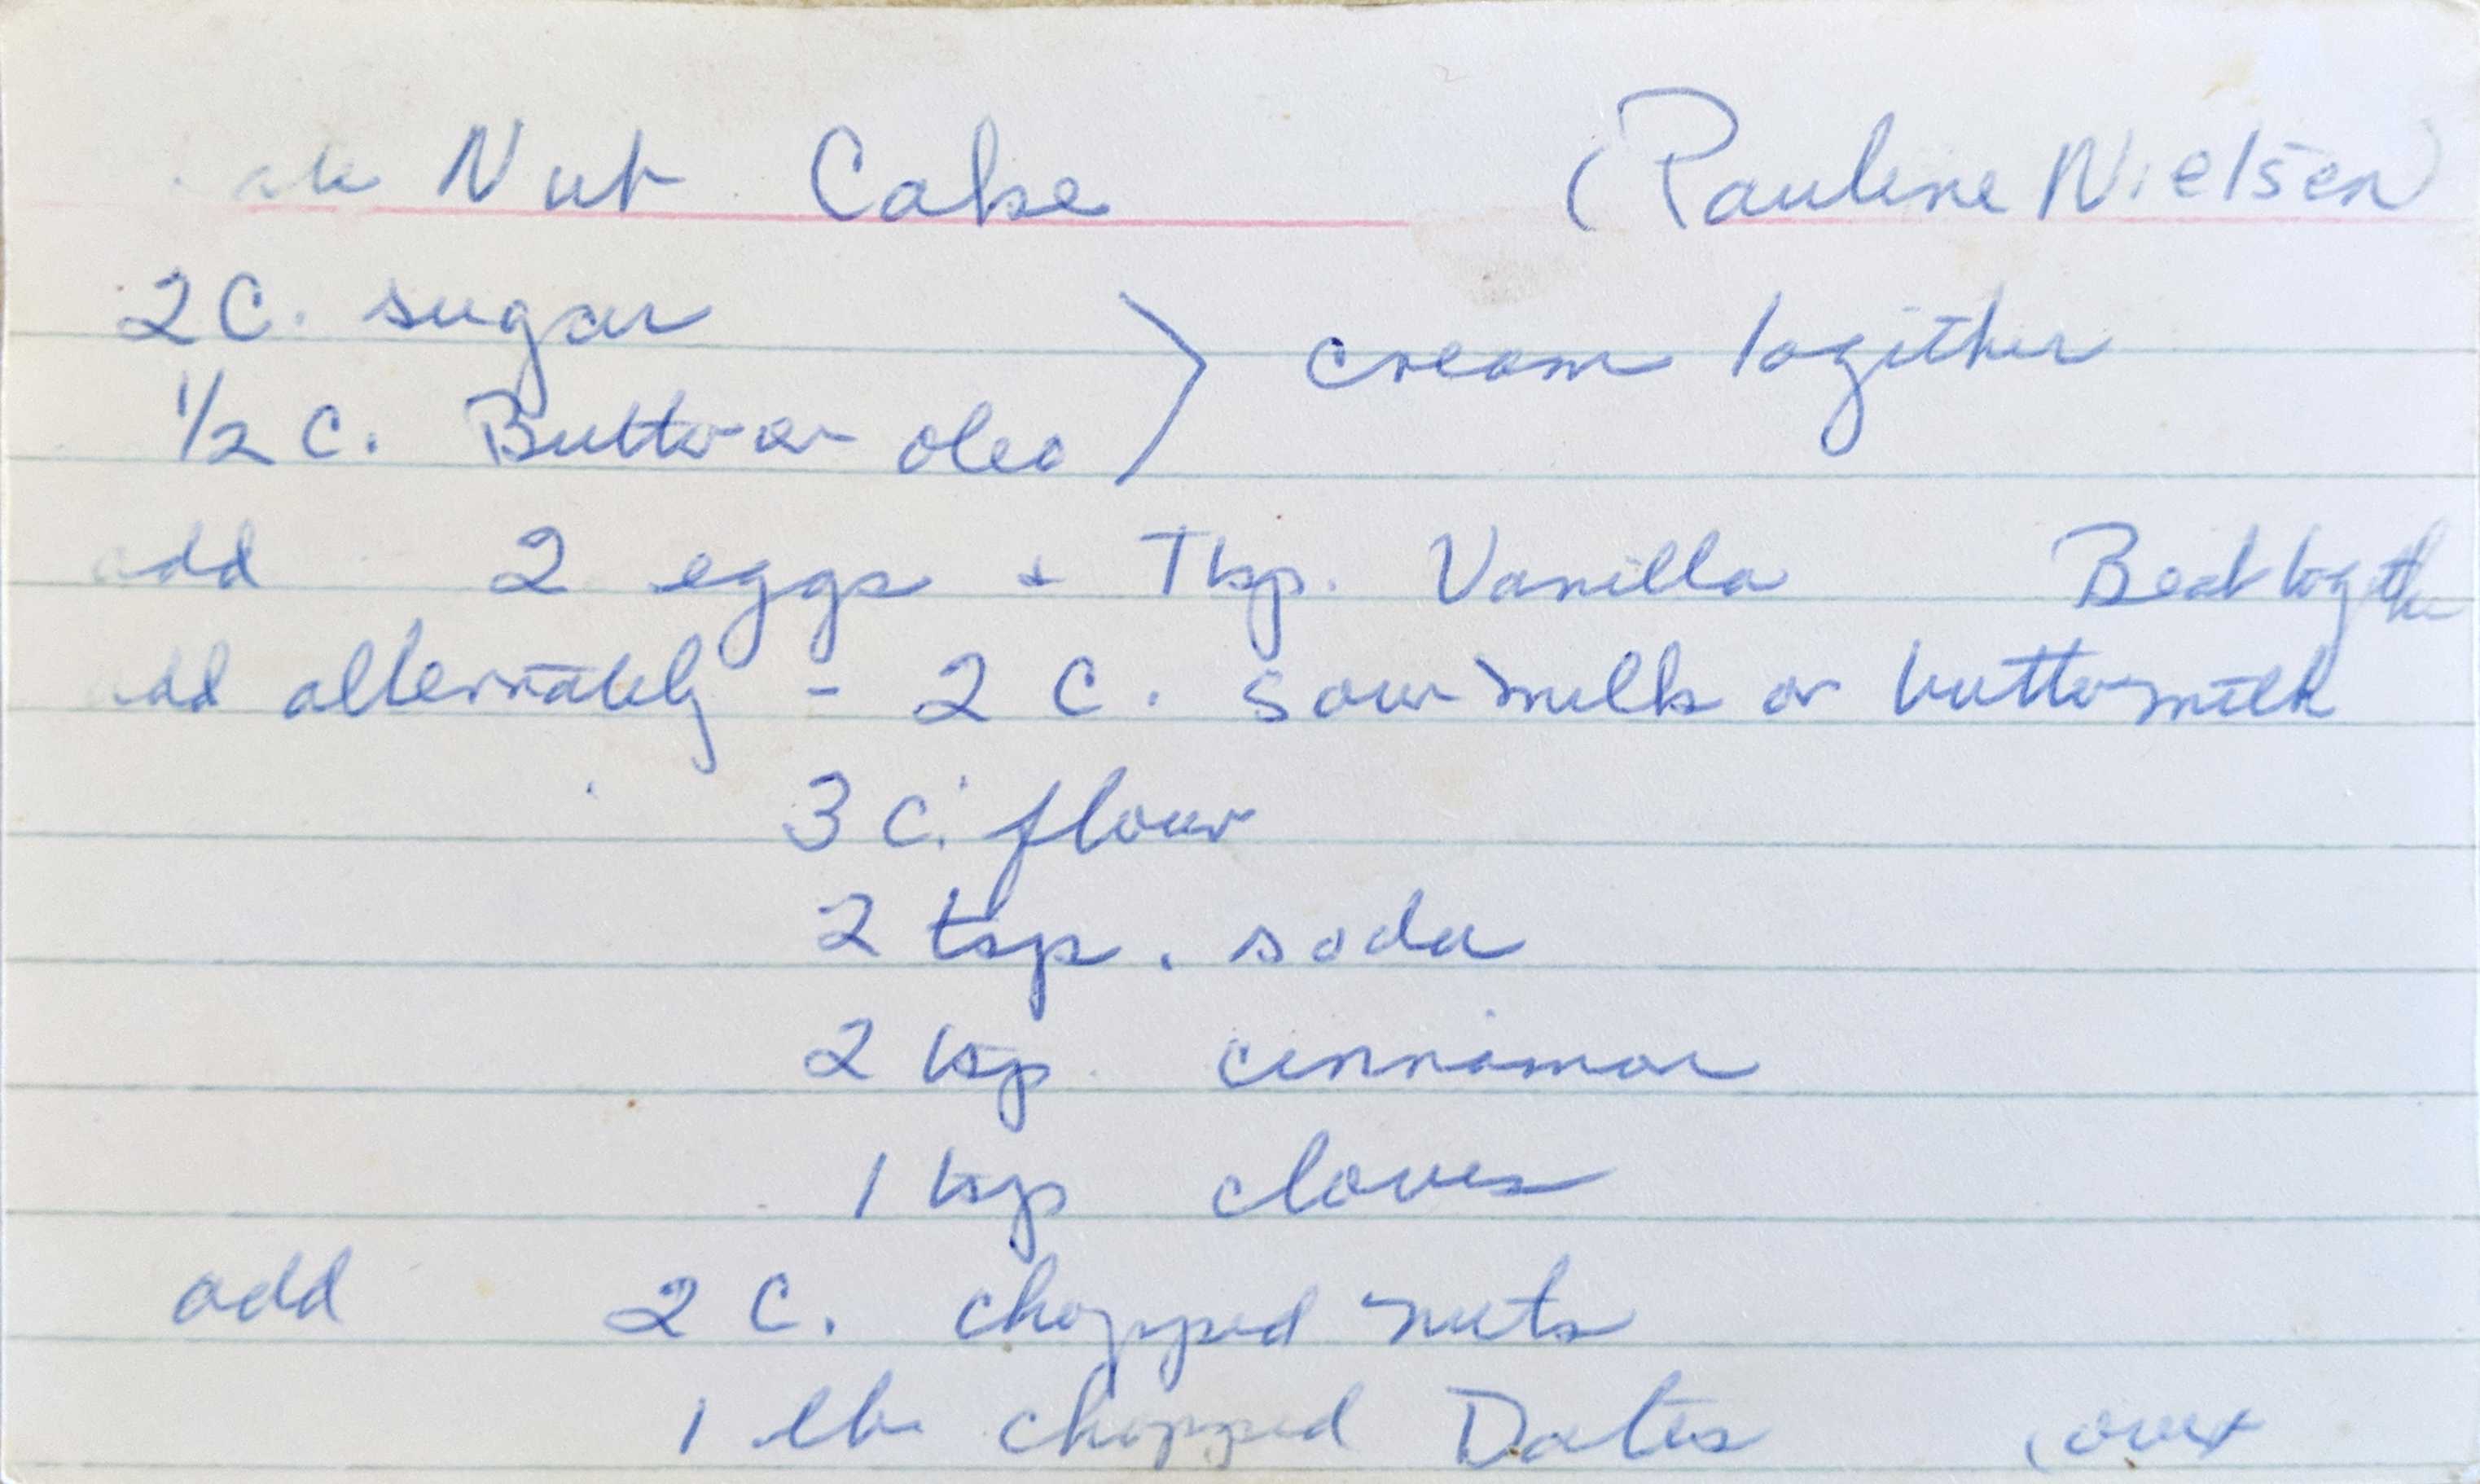 Nut Cake (Pauline Nielsen)
2 C. sugar
1/2 C. Butter or oleo > cream together
add 2 eggs + Tbsp. Vanilla Beat together
add alternately - 2 C. sour milk or buttermilk
3 C. flour
2 tsp. soda
2 tsp cinnamon
1 tsp cloves
add 2 C. chopped nuts
1 lb chopped Dates (over